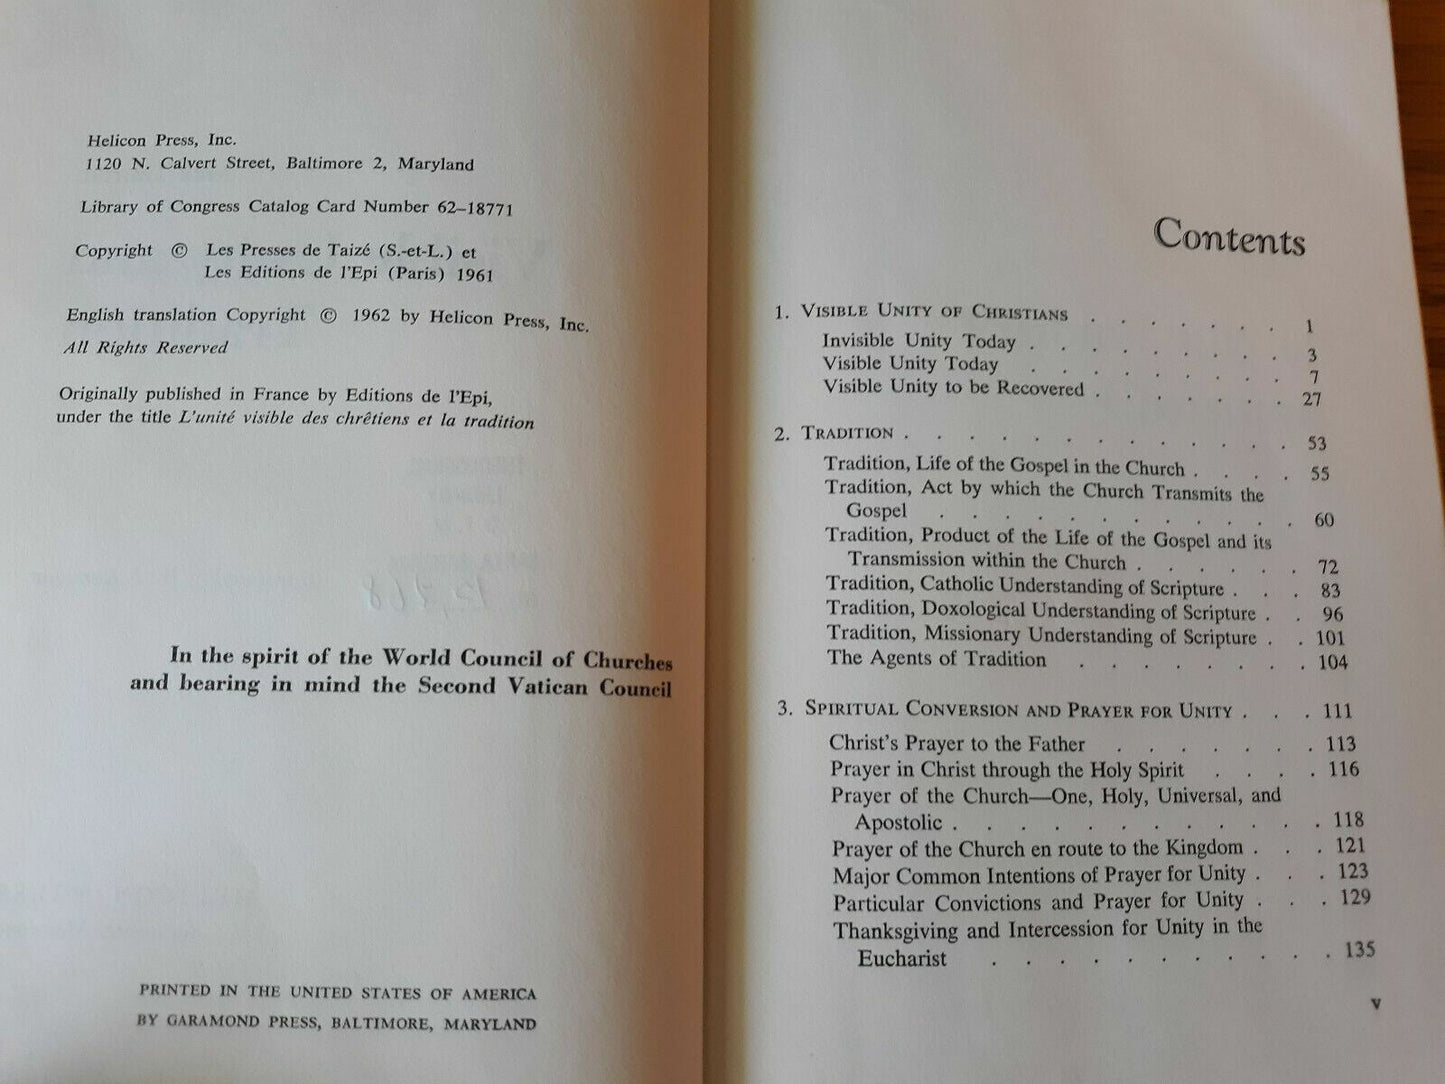 Helicon Press, Inc.
1120 N. Calvert Street, Baltimore 2, Maryland
Library of Congress Catalog Card Number 62–18771
Copyright © Les Presses de Taizé (S.-et-L.) et
Les Editions de l'Epi (Paris) 1961
English translation Copyright © 1962 by Helicon Press, Inc.
All Rights Reserved
Originally published in France by Editions de l'Epi,
under the title L'unité visible des chrêtiens et la tradition
In the spirit of the World Council of Churches
and bearing in mind the Second Vatican Council
PRINTED IN THE UNITED STATES OF AMERICA
BY GARAMOND PRESS, BALTIMORE, MARYLAND
Contents
1. VISIBLE UNITY OF CHRISTIANS . . . . . . . 1
Invisible Unity Today . . . . . . . . . 3
Visible Unity Today . . . . . . . . 7
Visible Unity to be Recovered . . . . . . . 27
2. TRADITION . . . . . . . . . . . . . 53
Tradition, Life of the Gospel in the Church . . . . 55
Tradition, Act by which the Church Transmits the
Gospel . . . . . . . . . . . . 60
Tradition, Product of the Life of the Gospel and its
Transmission within the Church . . . . . . 72
Tradition, Catholic Understanding of Scripture . . . 83
Tradition, Doxological Understanding of Scripture . . 96
Tradition, Missionary Understanding of Scripture . . 101
The Agents of Tradition . . . . . . . . 104
3. SPIRITUAL CONVERSION AND PRAYER FOR UNITY . . . 111
Christ's Prayer to the Father . . . . . . . 113
Prayer in Christ through the Holy Spirit . . . . 116
Prayer of the Church—One, Holy, Universal, and
Apostolic . . . . . . . . . . . . 118
Prayer of the Church en route to the Kingdom . . . 121
Major Common Intentions of Prayer for Unity . . . 123
Particular Convictions and Prayer for Unity . . . 129
Thanksgiving and Intercession for Unity in the
Eucharist . . . . . . . . . . . 135
v